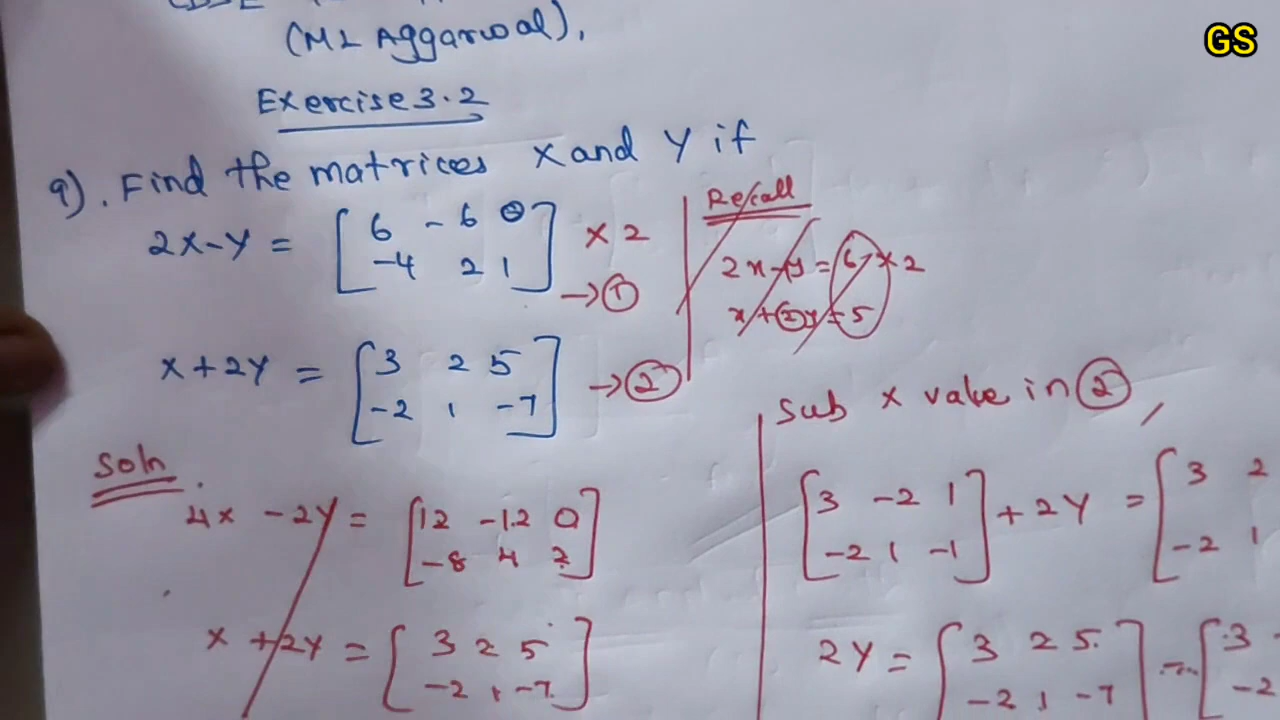 (ML Aggarwal),
GS
Exercise 3.2
9). Find the matrices X and Y if
2X-Y = [6 -6 0
-4 2 1] × 2
→①
X+2Y = [3 2 5
-2 1 -7] →②
Recall
2x-y = 6 × 2
x+2y = 5
Soln
4X - 2Y = [12 -12 0
-8 4 2]
X + 2Y = [3 2 5
-2 1 -7]
Sub X value in ②,
[3 -2 1
-2 1 -1] + 2Y = [3 2
-2 1
2Y = [3 2 5
-2 1 -7] - [3
-2